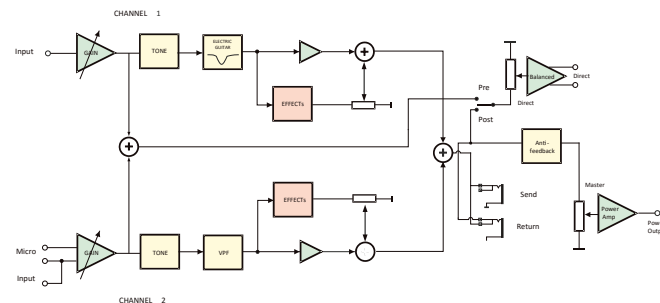 CHANNEL 1
Input
GAIN
TONE
ELECTRIC
GUITAR
EFFECTs
Pre
Post
Balanced
Direct
Direct
Anti-
feedback
Master
Send
Return
Power
Amp
EFFECTs
Micro
Input
GAIN
TONE
VPF
CHANNEL 2